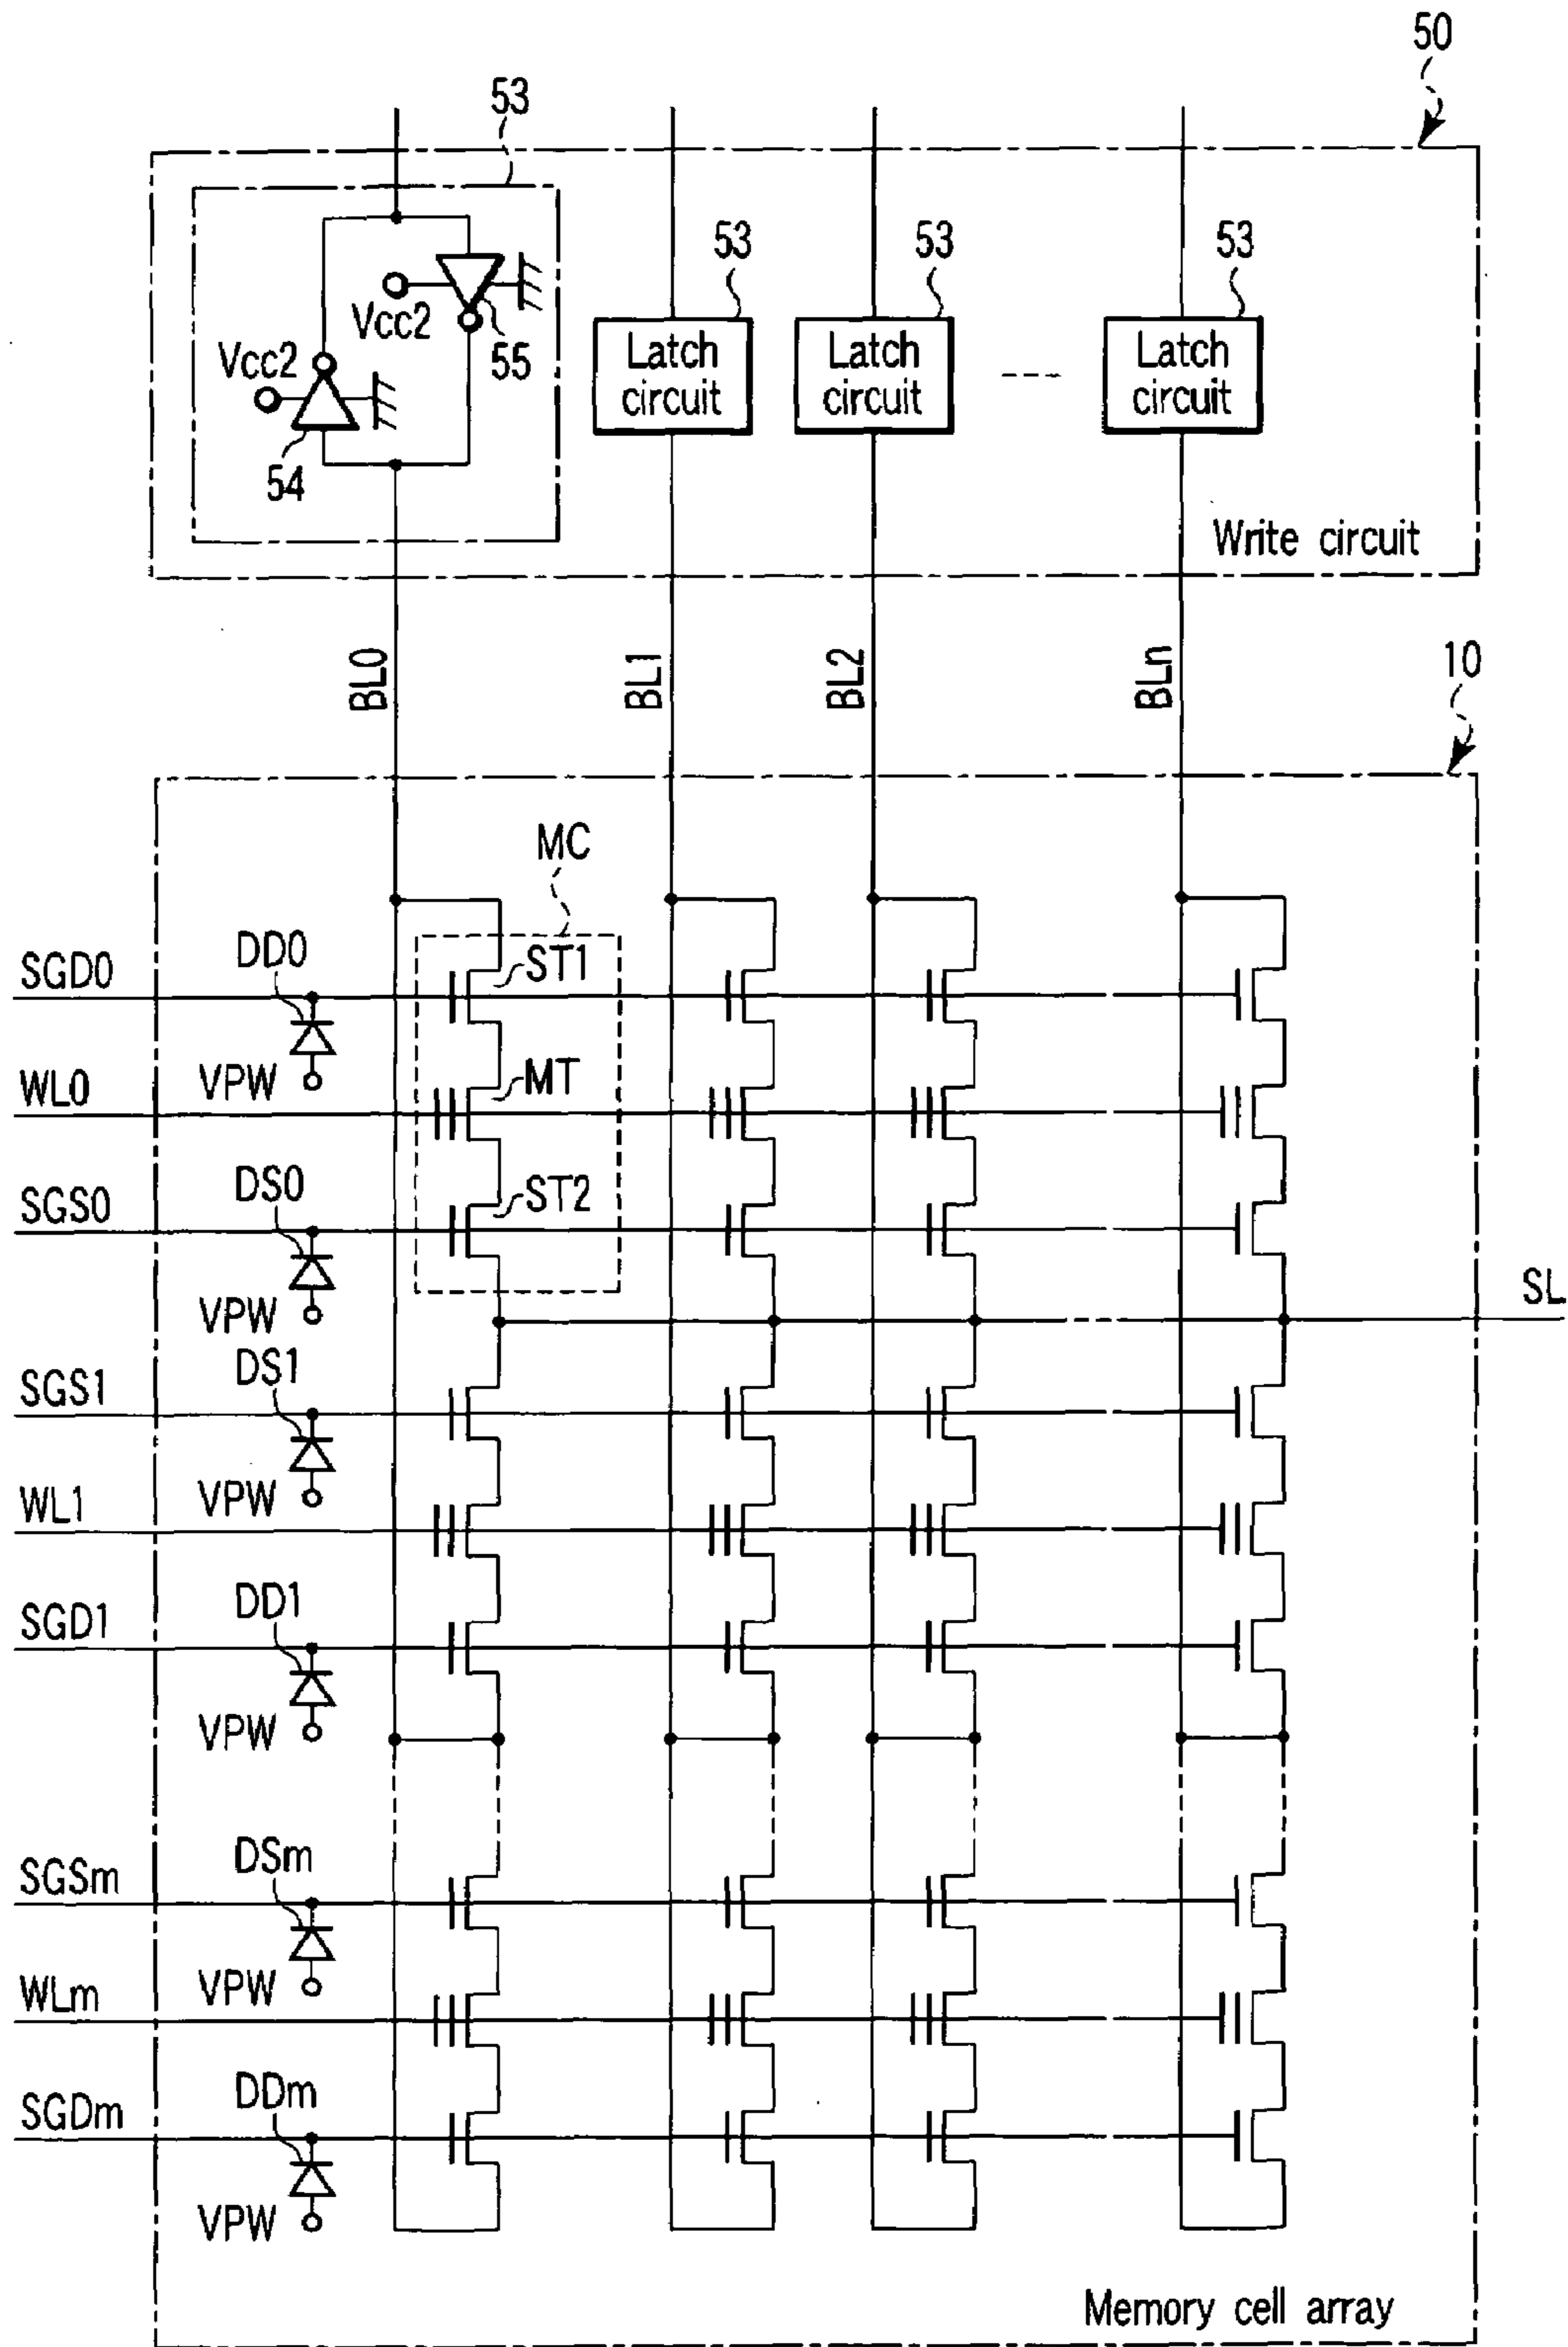 50
53
53
53
53
Vcc2
55
Latch circuit
Latch circuit
Latch circuit
Vcc2
54
Write circuit
BL0
BL1
BL2
BLn
10
MC
SGD0
DD0
ST1
VPW
WL0
MT
SGS0
DS0
ST2
VPW
SL
SGS1
DS1
VPW
WL1
SGD1
DD1
VPW
SGSm
DSm
VPW
WLm
SGDm
DDm
VPW
Memory cell array